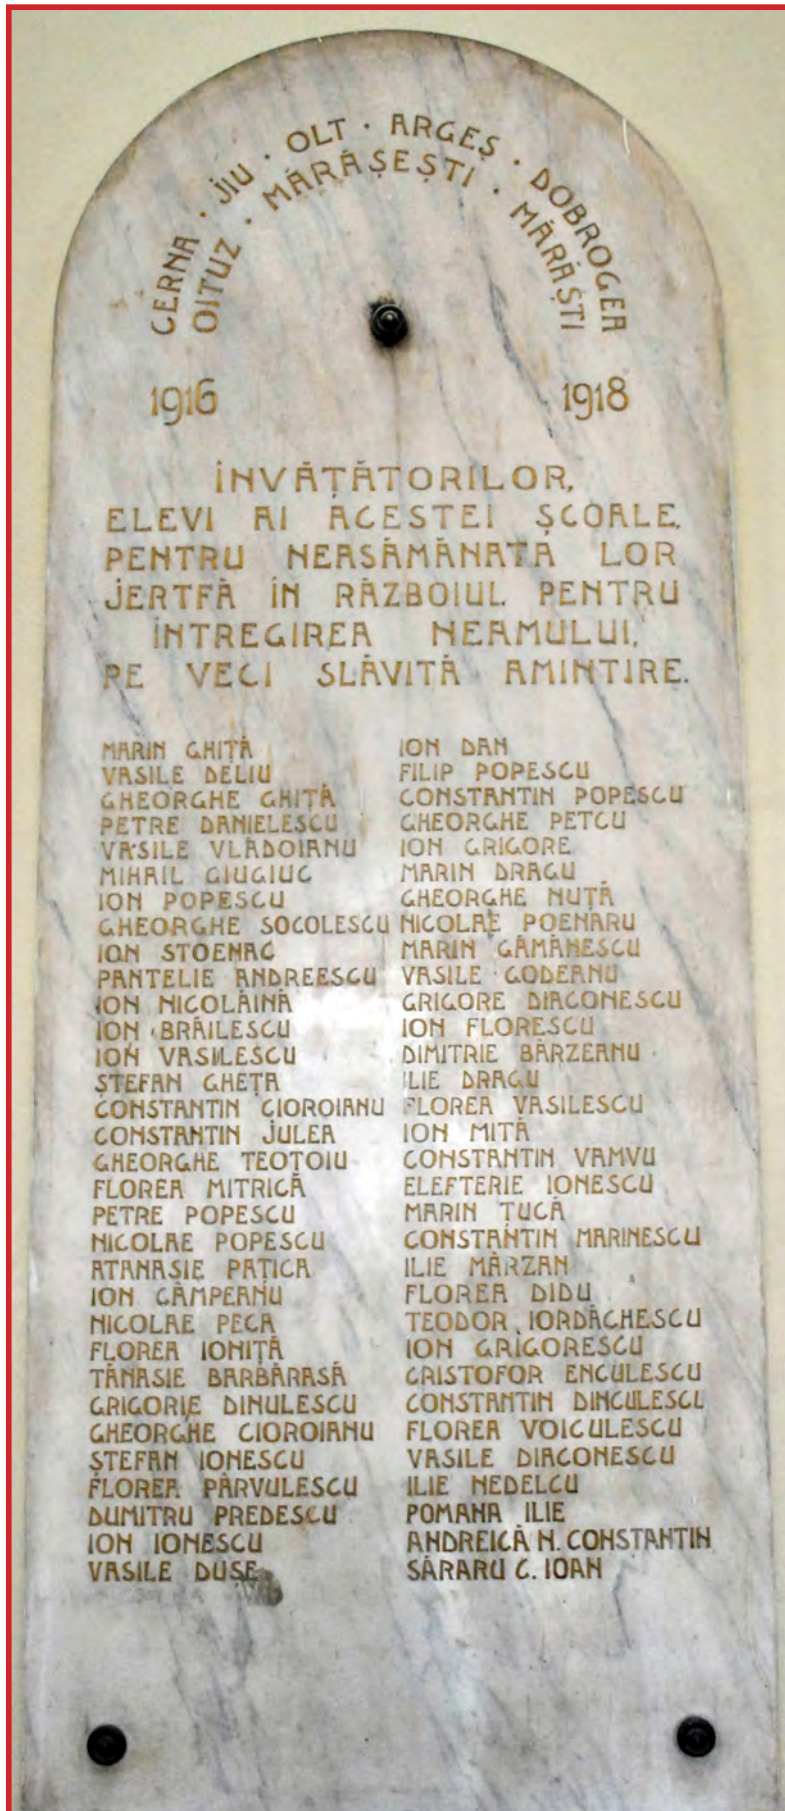 CERNA · JIU · OLT · ARGEȘ · DOBROGEA
OITUZ · MĂRĂȘEȘTI · MĂRĂȘTI
1916 1918
ÎNVĂȚĂTORILOR,
ELEVI AI ACESTEI ȘCOALE,
PENTRU NEASĂMĂNATA LOR
JERTFĂ ÎN RĂZBOIUL PENTRU
ÎNTREGIREA NEAMULUI,
PE VECI SLĂVITĂ AMINTIRE.
MARIN GHIȚĂ
VASILE DELIU
GHEORGHE GHIȚĂ
PETRE DANIELESCU
VASILE VLĂDOIANU
MIHAIL GIUGIUC
ION POPESCU
GHEORGHE SOCOLESCU
ION STOENAC
PANTELIE ANDREESCU
ION NICOLĂINĂ
ION BRĂILESCU
ION VASILESCU
ȘTEFAN GHEȚA
CONSTANTIN CIOROIANU
CONSTANTIN JULEA
GHEORGHE TEOȚOIU
FLOREA MITRICĂ
PETRE POPESCU
NICOLAE POPESCU
ATANASIE PAȚICA
ION CÂMPEANU
NICOLAE PECA
FLOREA IONIȚĂ
TĂNASIE BARBĂRASĂ
GRIGORIE DINULESCU
GHEORGHE CIOROIANU
ȘTEFAN IONESCU
FLOREA PÂRVULESCU
DUMITRU PREDESCU
ION IONESCU
VASILE DUȘE
ION DAN
FILIP POPESCU
CONSTANTIN POPESCU
GHEORGHE PETCU
ION GRIGORE
MARIN DRAGU
GHEORGHE NUȚĂ
NICOLAE POENARU
MARIN GĂMĂNESCU
VASILE GODEANU
GRIGORE DIACONESCU
ION FLORESCU
DIMITRIE BÂRZEANU
ILIE DRAGU
FLOREA VASILESCU
ION MITĂ
CONSTANTIN VAMVU
ELEFTERIE IONESCU
MARIN ȚUCĂ
CONSTANTIN MARINESCU
ILIE MÂRZAN
FLOREA DIDU
TEODOR IORDĂCHESCU
ION GRIGORESCU
CRISTOFOR ENCULESCU
CONSTANTIN DINCULESCU
FLOREA VOICULESCU
VASILE DIACONESCU
ILIE NEDELCU
POMANA ILIE
ANDREICĂ N. CONSTANTIN
SĂRARU C. IOAN